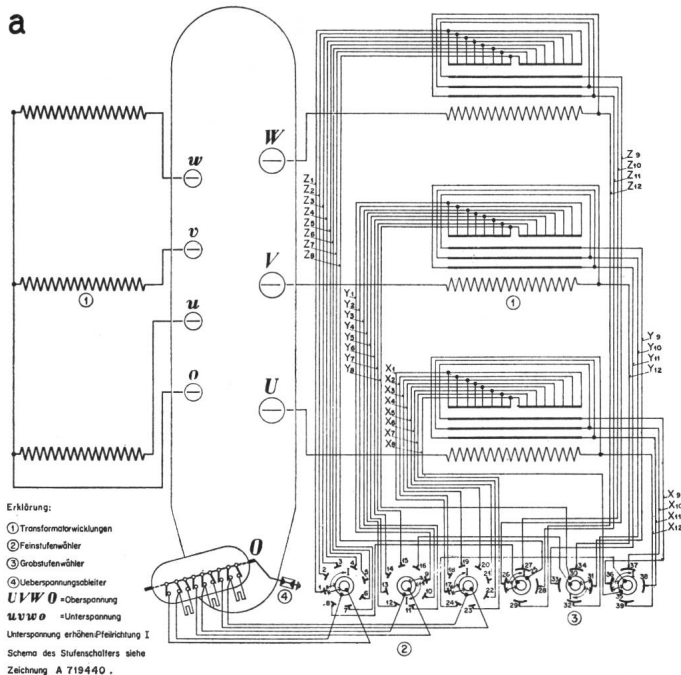 a
W
w
Z1
Z2
Z3
Z4
Z5
Z6
Z7
Z8
Z9
Z10
Z11
Z12
v
V
1
1
u
Y1
Y2
Y3
Y4
Y5
Y6
Y7
Y8
Y9
Y10
Y11
Y12
o
U
X1
X2
X3
X4
X5
X6
X7
X8
X9
X10
X11
X12
Erklärung:
1 Transformatorwicklungen
2 Feinstufenwähler
3 Grobstufenwähler
4 Ueberspannungsableiter
U V W O =Oberspannung
u v w o =Unterspannung
Unterspannung erhöhen:Pfeilrichtung I
Schema des Stufenschalters siehe
Zeichnung A 719440 .
O
4
2
3